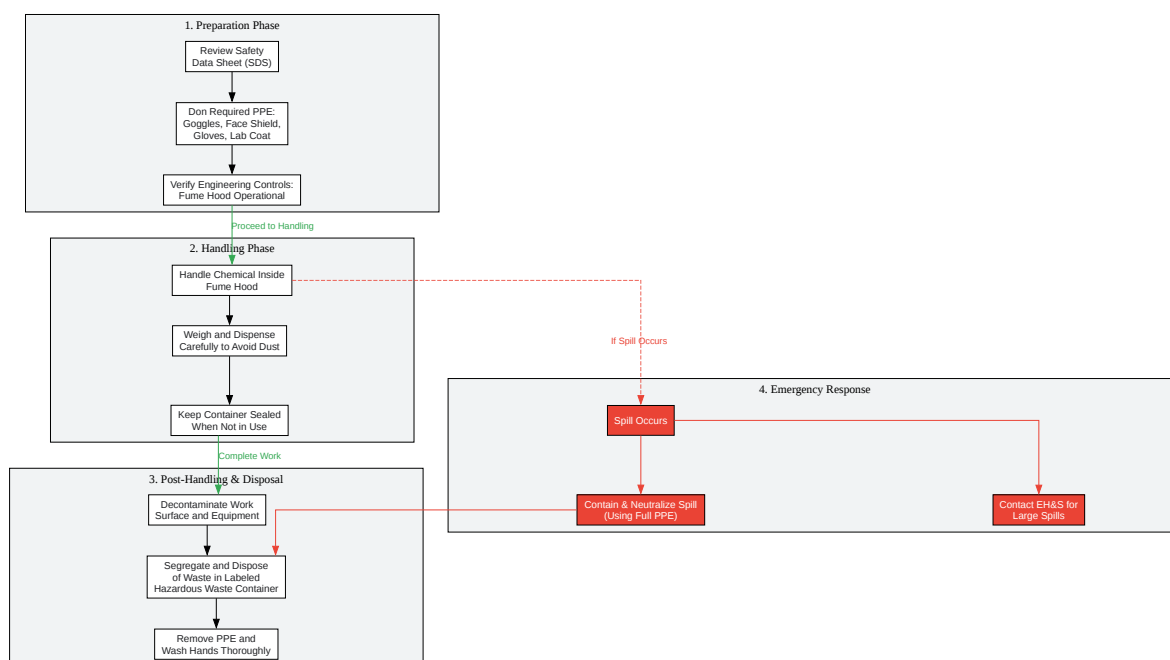 1. Preparation Phase
Review Safety
Data Sheet (SDS)
Don Required PPE:
Goggles, Face Shield,
Gloves, Lab Coat
Verify Engineering Controls:
Fume Hood Operational
Proceed to Handling
2. Handling Phase
Handle Chemical Inside
Fume Hood
Weigh and Dispense
Carefully to Avoid Dust
If Spill Occurs
Keep Container Sealed
When Not in Use
Complete Work
4. Emergency Response
Spill Occurs
Contain & Neutralize Spill
(Using Full PPE)
Contact EH&S for
Large Spills
3. Post-Handling & Disposal
Decontaminate Work
Surface and Equipment
Segregate and Dispose
of Waste in Labeled
Hazardous Waste Container
Remove PPE and
Wash Hands Thoroughly